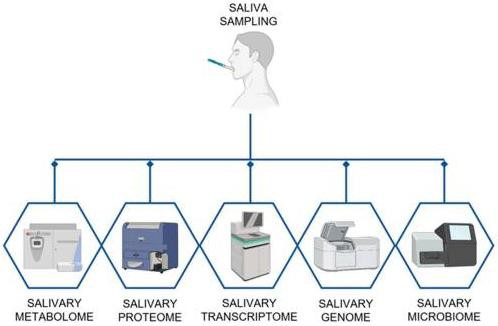 SALIVA
SAMPLING
SALIVARY
METABOLOME
SALIVARY
PROTEOME
SALIVARY
TRANSCRIPTOME
SALIVARY
GENOME
SALIVARY
MICROBIOME